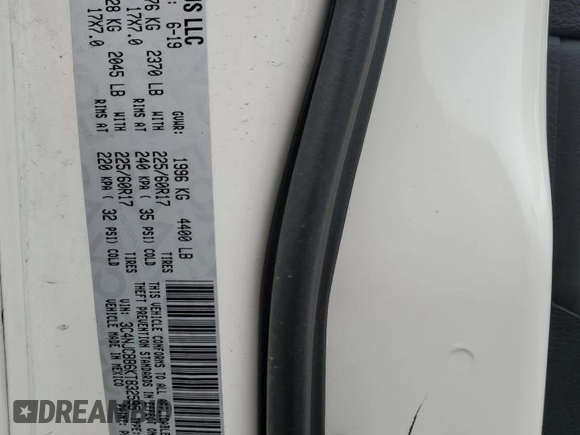 US LLC
6-19
GVWR: 1996 KG 4400 LB
76 KG 2370 LB WITH 225/60R17 TIRES
17X7.0 RIMS AT 240 KPA ( 35 PSI) COLD
28 KG 2045 LB WITH 225/60R17 TIRES
17X7.0 RIMS AT 220 KPA ( 32 PSI) COLD
THIS VEHICLE CONFORMS TO ALL APPLICABLE
THEFT PREVENTION STANDARDS IN EFFECT ON
VEHICLE MADE IN MEXICO
DREAMBID